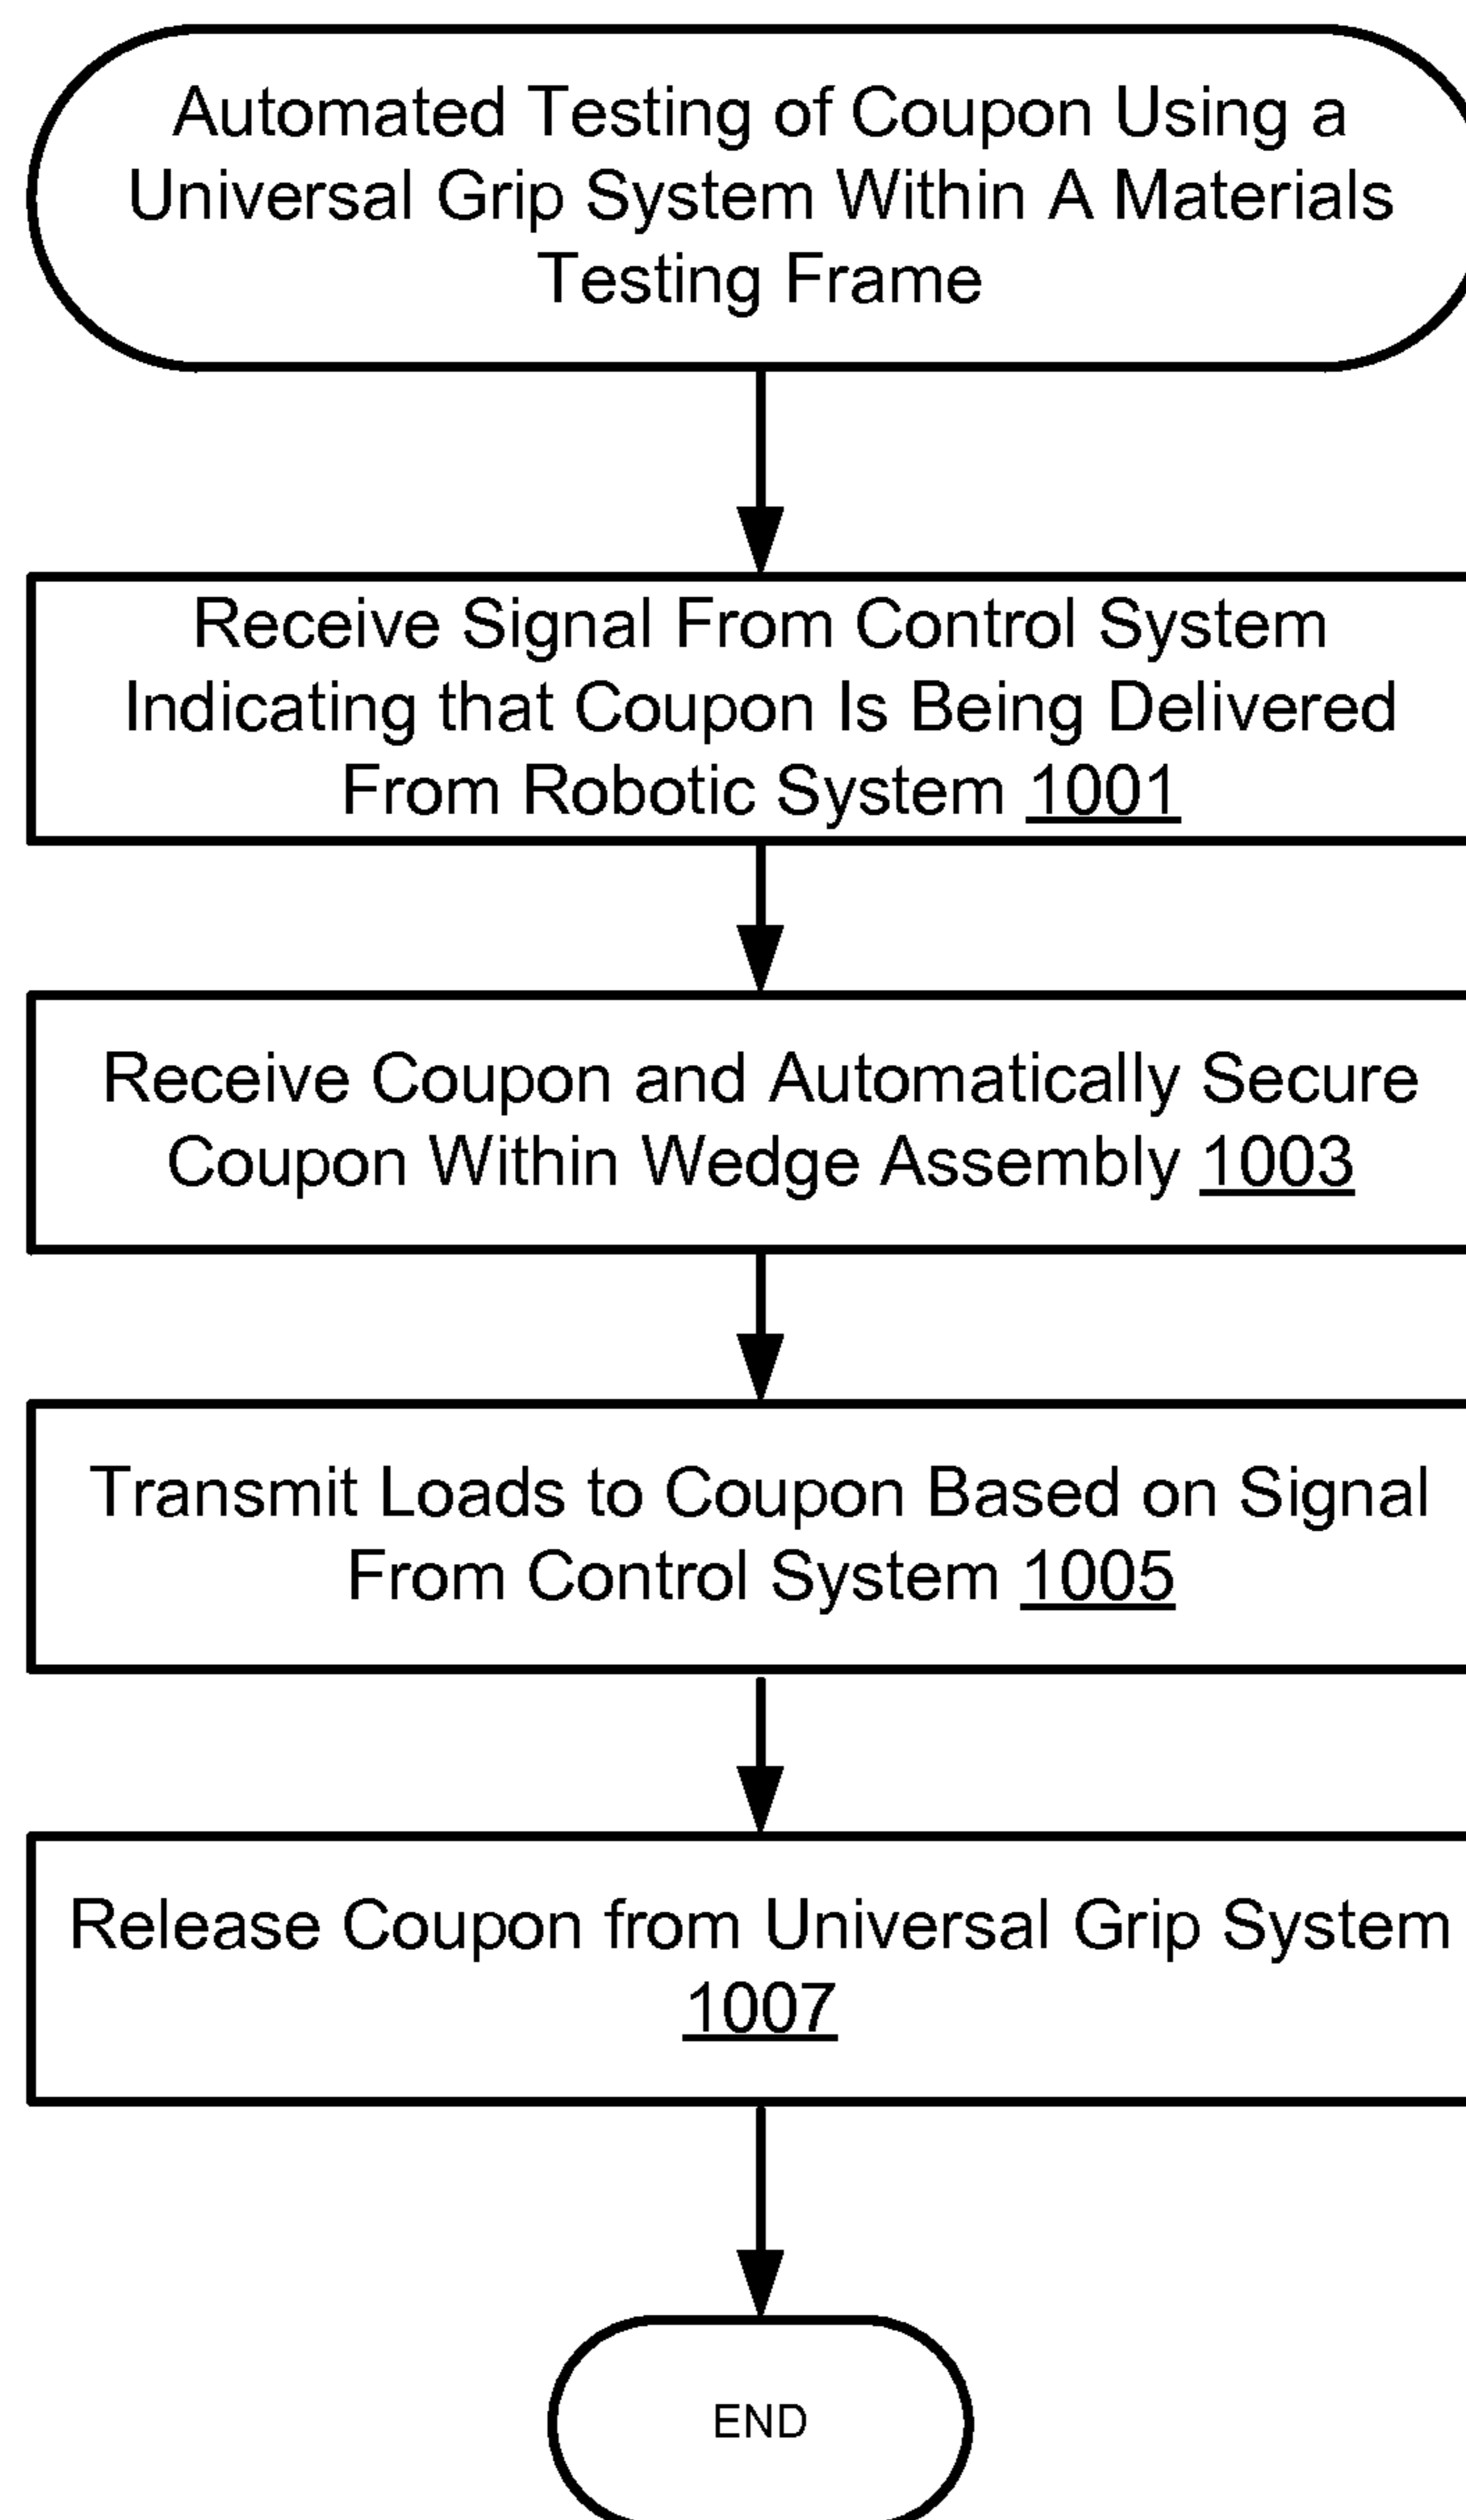 Automated Testing of Coupon Using a
Universal Grip System Within A Materials
Testing Frame
Receive Signal From Control System
Indicating that Coupon Is Being Delivered
From Robotic System 1001
Receive Coupon and Automatically Secure
Coupon Within Wedge Assembly 1003
Transmit Loads to Coupon Based on Signal
From Control System 1005
Release Coupon from Universal Grip System
1007
END